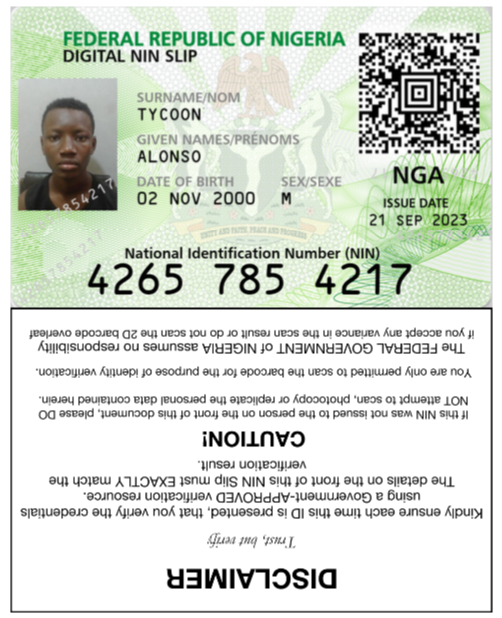 FEDERAL REPUBLIC OF NIGERIA
DIGITAL NIN SLIP
SURNAME/NOM
TYCOON
GIVEN NAMES/PRÉNOMS
ALONSO
DATE OF BIRTH SEX/SEXE
02 NOV 2000 M
NGA
ISSUE DATE
21 SEP 2023
UNITY AND FAITH, PEACE AND PROGRESS
National Identification Number (NIN)
4265 785 4217
DISCLAIMER
Trust, but verify
Kindly ensure each time this ID is presented, that you verify the credentials
using a Government-APPROVED verification resource.
The details on the front of this NIN Slip must EXACTLY match the
verification result.
CAUTION!
If this NIN was not issued to the person on the front of this document, please DO
NOT attempt to scan, photocopy or replicate the personal data contained herein.
You are only permitted to scan the barcode for the purpose of identity verification.
The FEDERAL GOVERNMENT of NIGERIA assumes no responsibility
if you accept any variance in the scan result or do not scan the 2D barcode overleaf